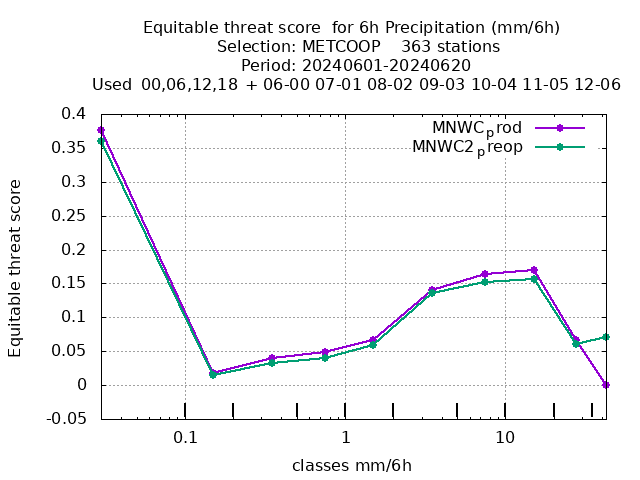 Equitable threat score  for 6h Precipitation (mm/6h)
Selection: METCOOP    363 stations
Period: 20240601-20240620
Used  00,06,12,18  + 06-00 07-01 08-02 09-03 10-04 11-05 12-06
0.4
0.35
0.3
0.25
0.2
0.15
0.1
0.05
0
-0.05
Equitable threat score
MNWCprod
MNWC2preop
0.1
1
10
classes mm/6h